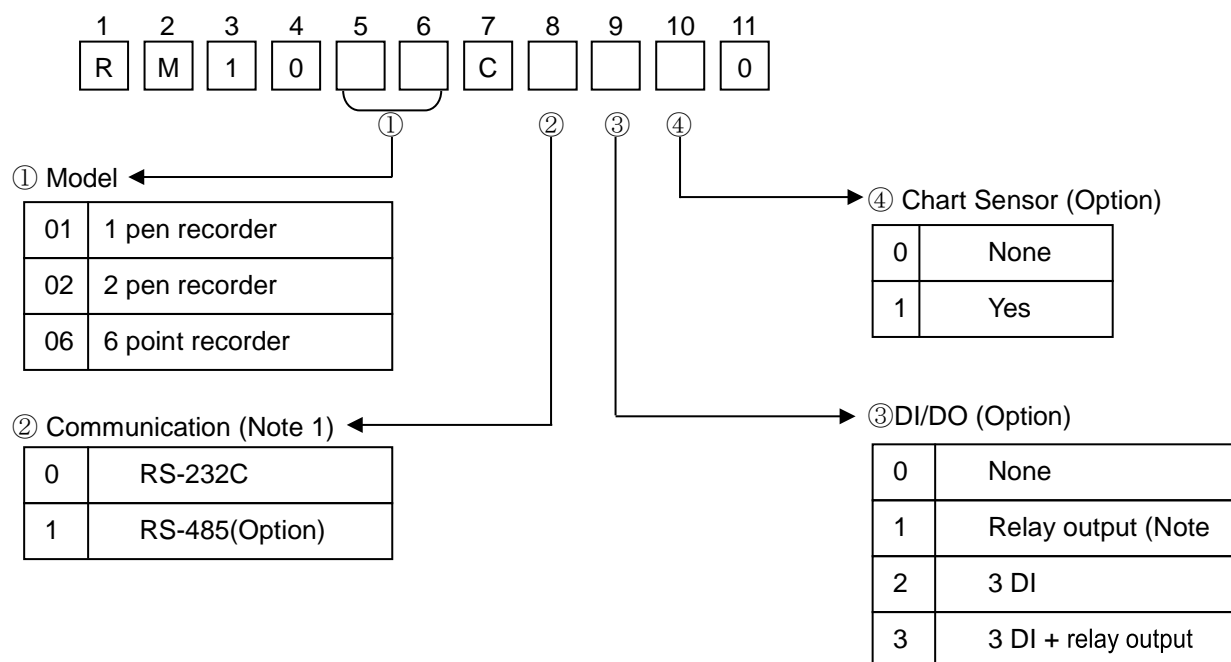 1 2 3 4 5 6 7 8 9 10 11
R M 1 0 C 0
① ② ③ ④
① Model
01 1 pen recorder
02 2 pen recorder
06 6 point recorder
② Communication (Note 1)
0 RS-232C
1 RS-485(Option)
④ Chart Sensor (Option)
0 None
1 Yes
③DI/DO (Option)
0 None
1 Relay output (Note
2 3 DI
3 3 DI + relay output